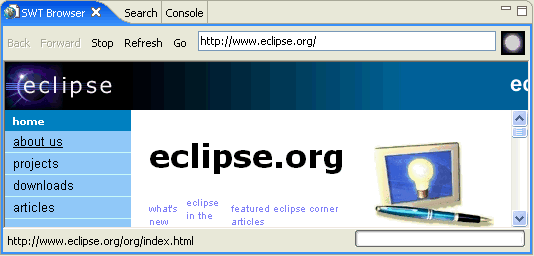 SWT Browser Search Console
Back Forward Stop Refresh Go http://www.eclipse.org/
eclipse ec
home
about us
projects
downloads
articles
eclipse.org
what's new
eclipse in the
featured eclipse corner articles
http://www.eclipse.org/org/index.html